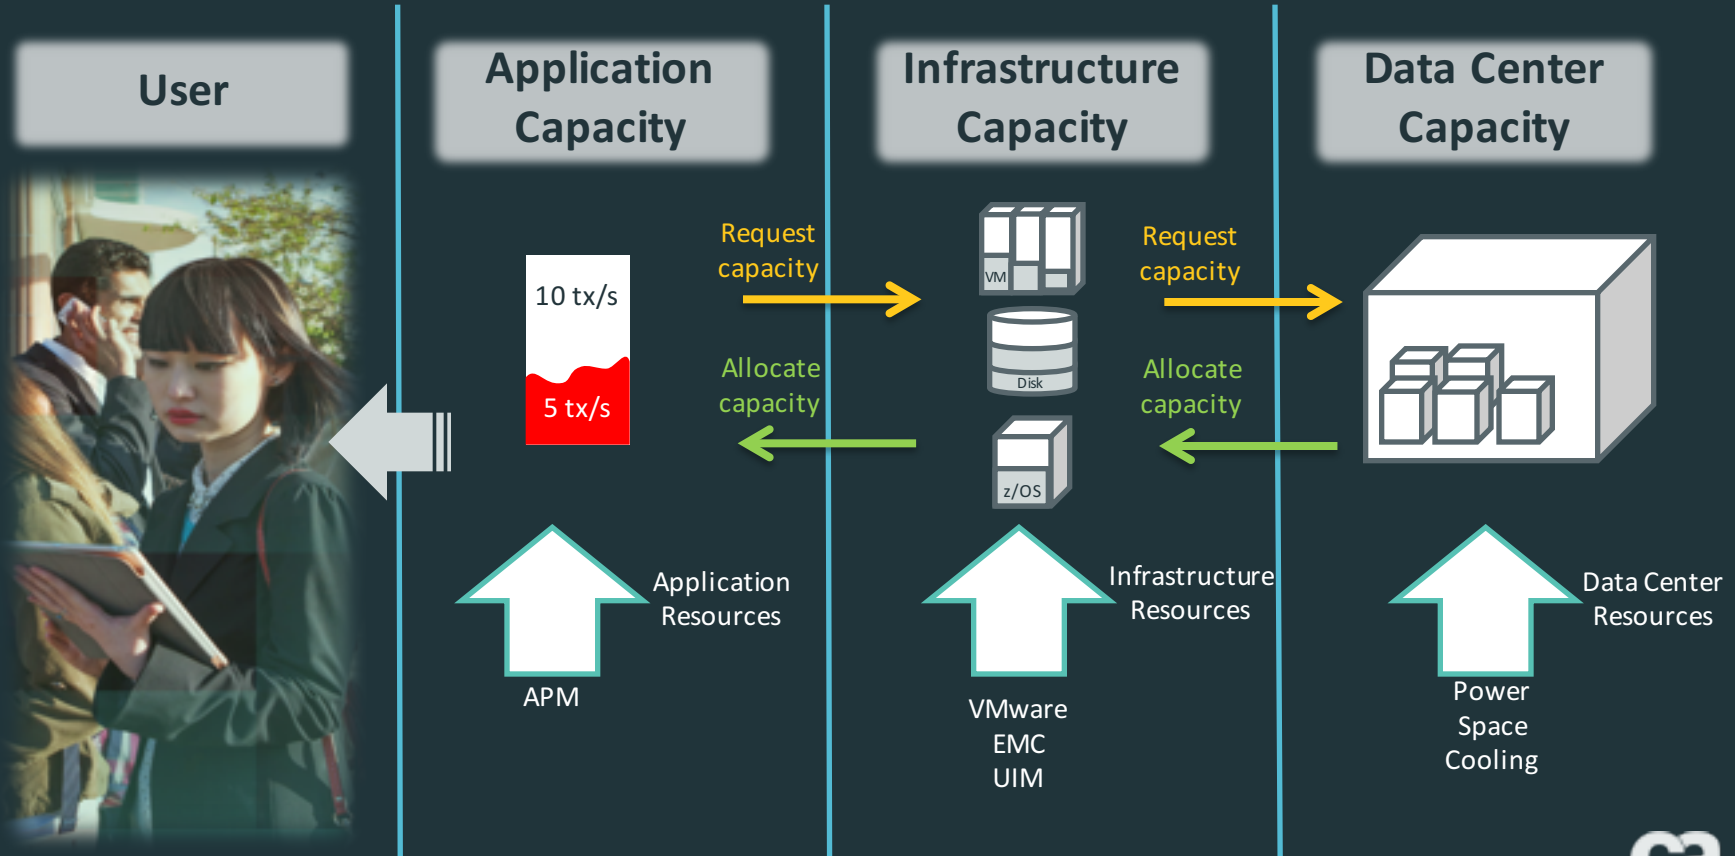 User
Application
Capacity
Infrastructure
Capacity
Data Center
Capacity
10 tx/s
5 tx/s
Request
capacity
Allocate
capacity
VM
Disk
z/OS
Request
capacity
Allocate
capacity
Application
Resources
APM
Infrastructure
Resources
VMware
EMC
UIM
Data Center
Resources
Power
Space
Cooling
ca